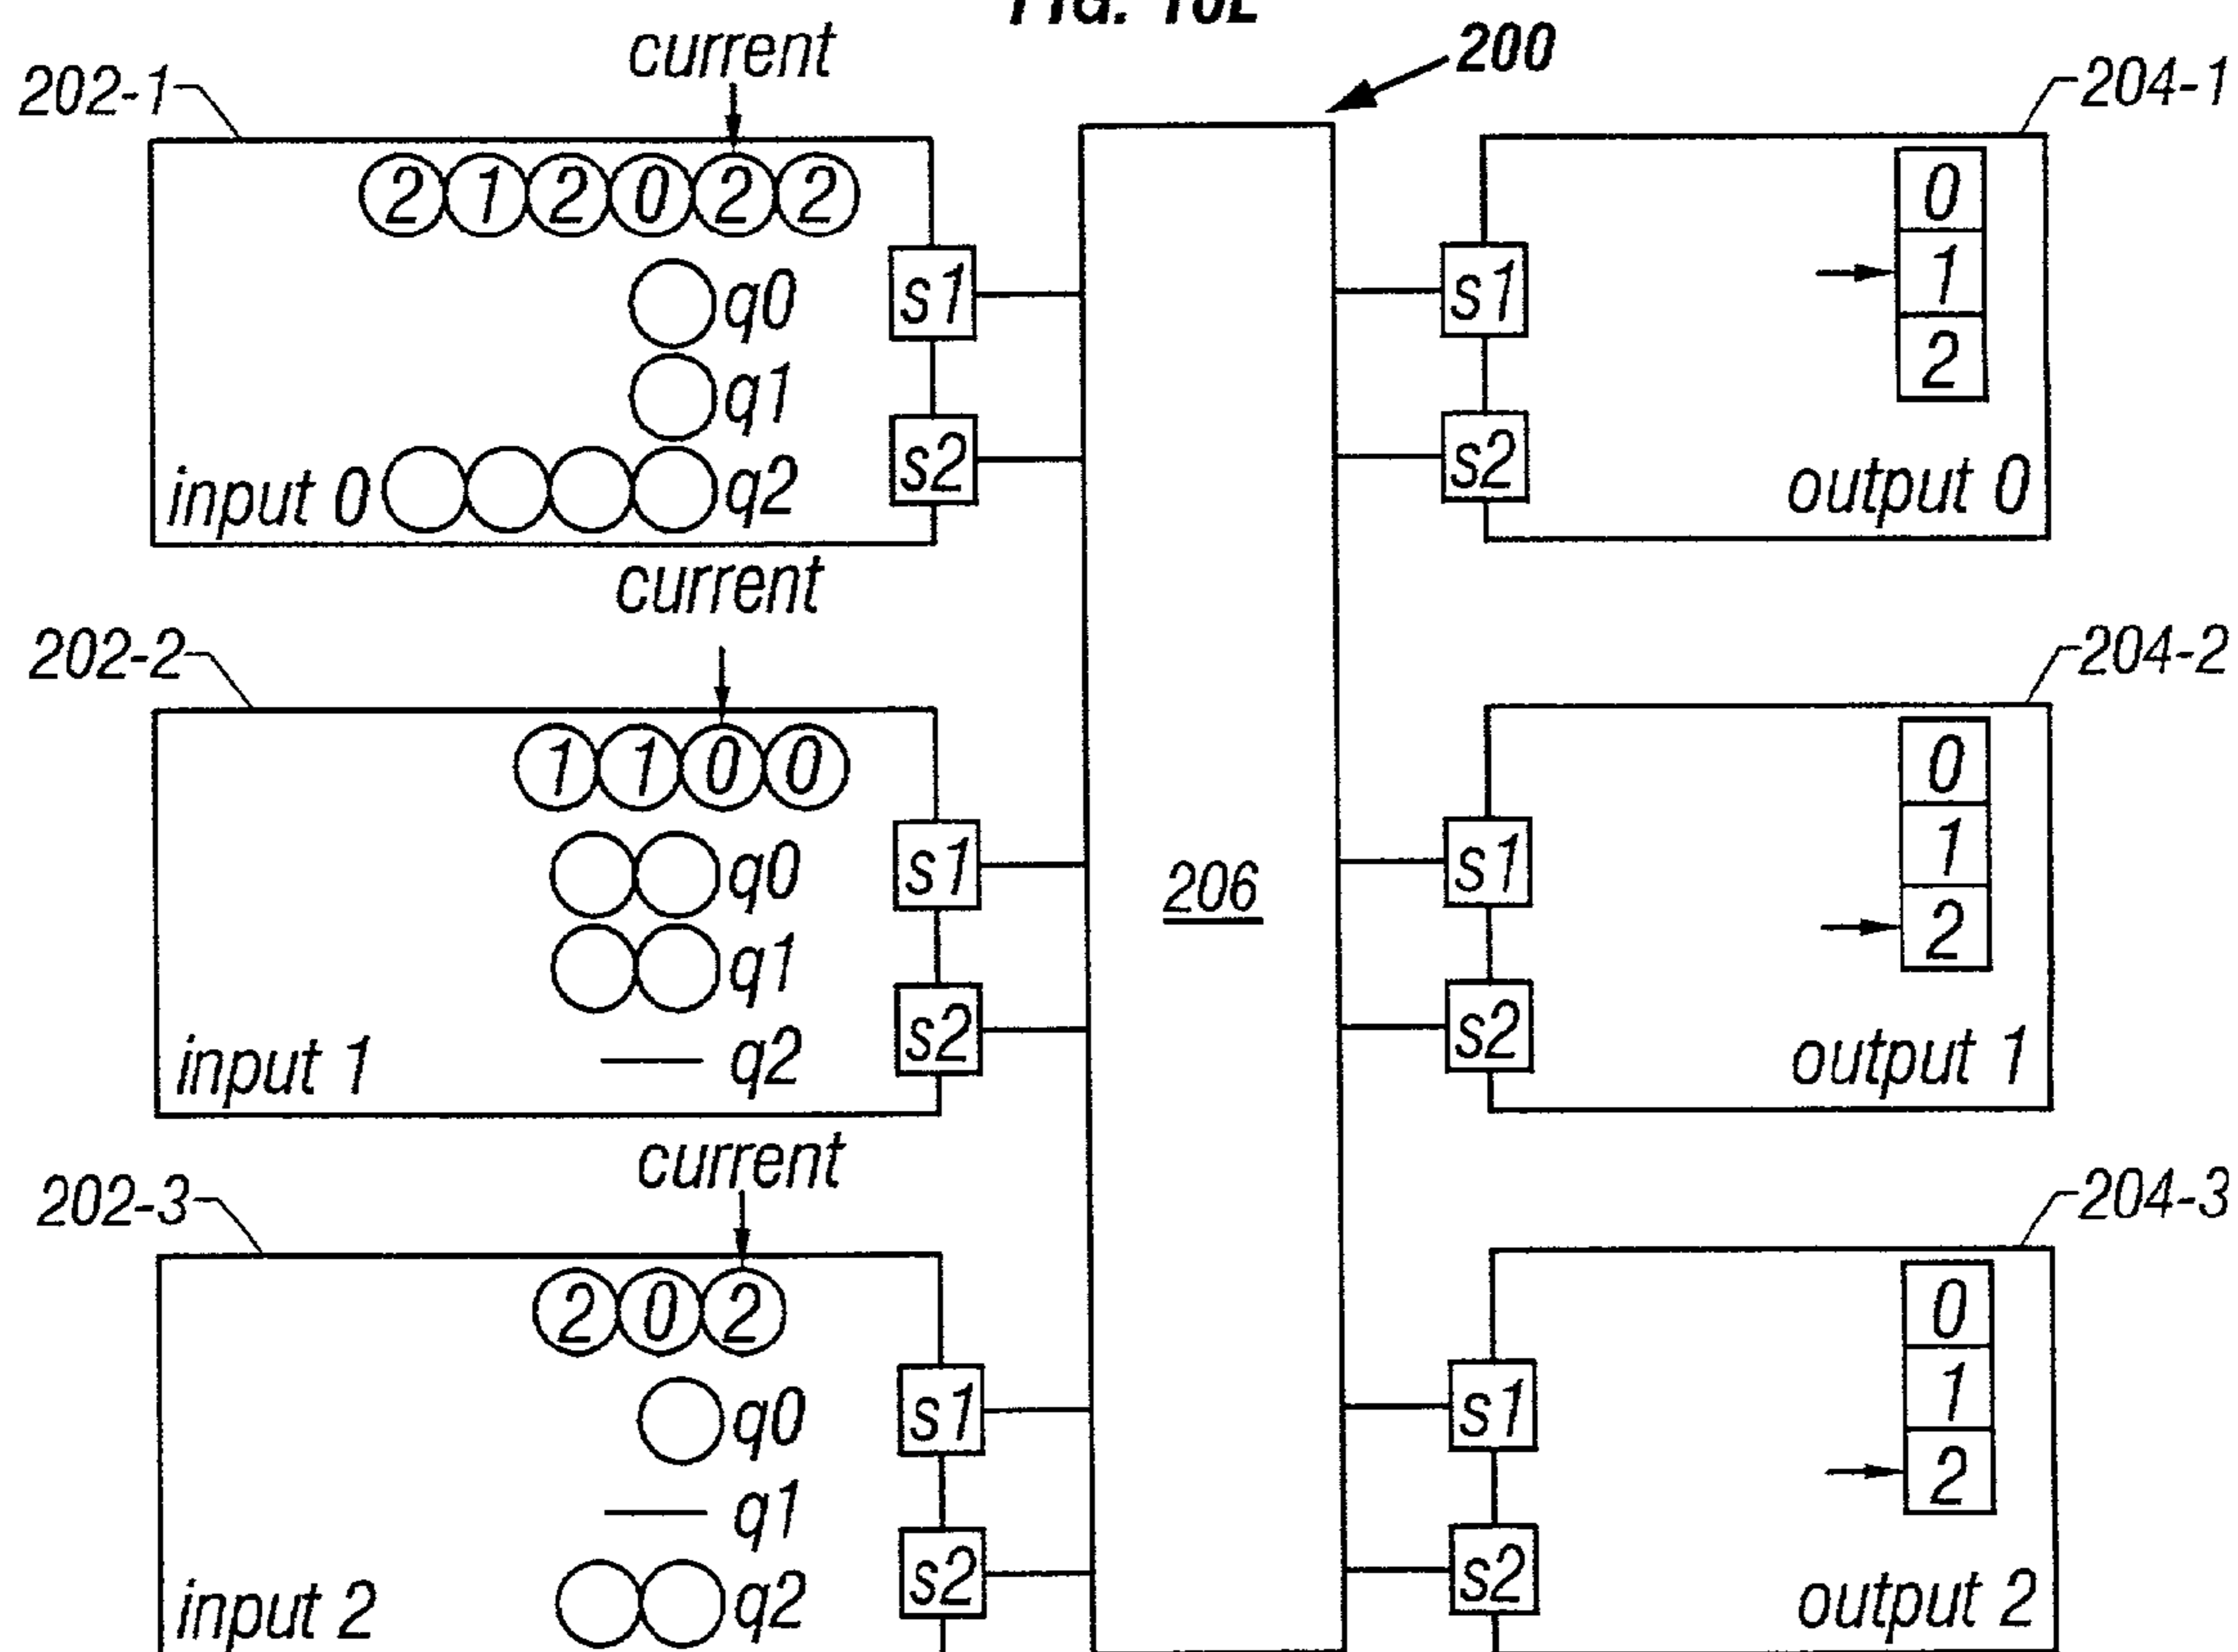 FIG. 10E
current
200
202-1
204-1
2 1 2 0 2 2
q0
q1
input 0
q2
s1
s2
s1
s2
0
1
2
output 0
current
202-2
204-2
1 1 0 0
q0
q1
input 1
q2
s1
s2
206
s1
s2
0
1
2
output 1
current
202-3
204-3
2 0 2
q0
q1
input 2
q2
s1
s2
s1
s2
0
1
2
output 2